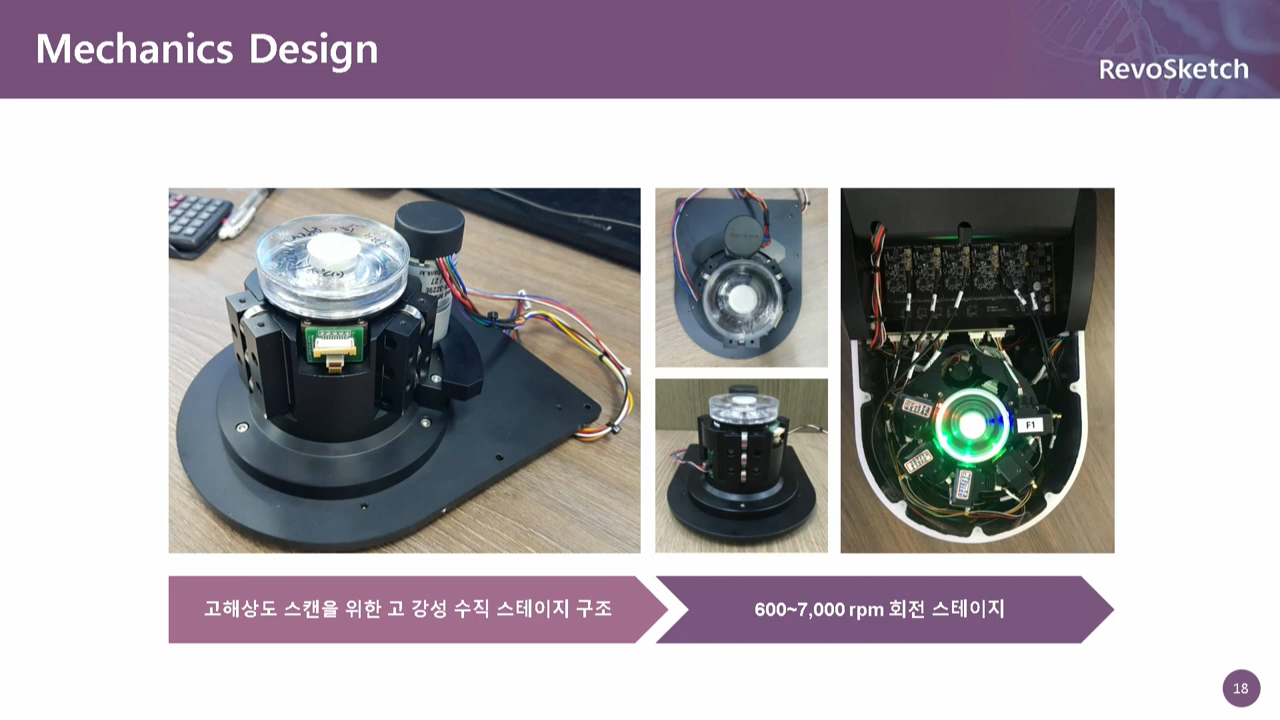 Mechanics Design
RevoSketch
F1
고해상도 스캔을 위한 고 강성 수직 스테이지 구조
600~7,000 rpm 회전 스테이지
18